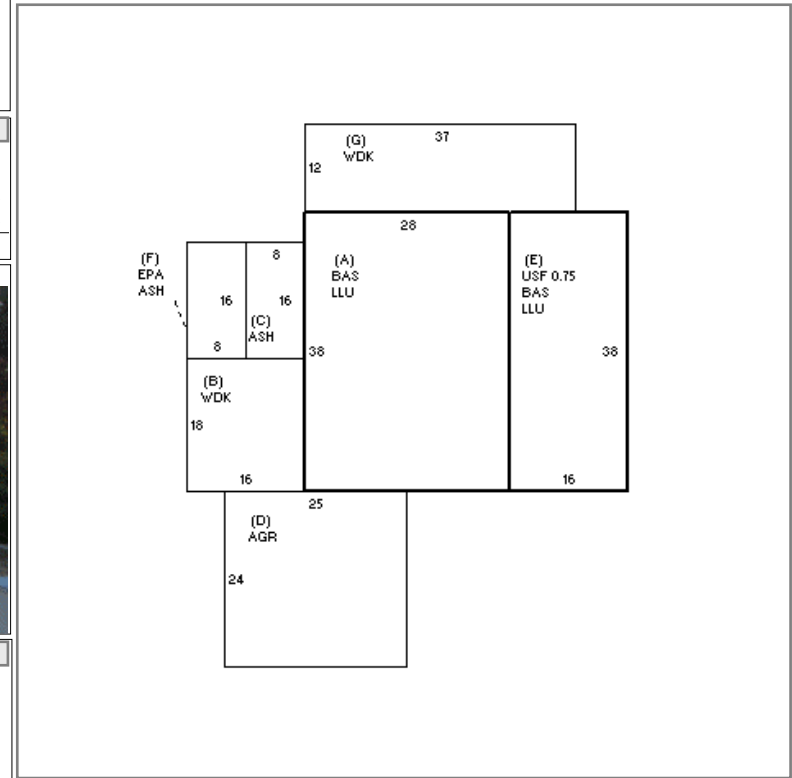 (G)
WDK
37
12
28
(A)
BAS
LLU
38
(E)
USF 0.75
BAS
LLU
38
16
(F)
EPA
ASH
16
8
8
16
(C)
ASH
(B)
WDK
18
16
25
(D)
AGR
24